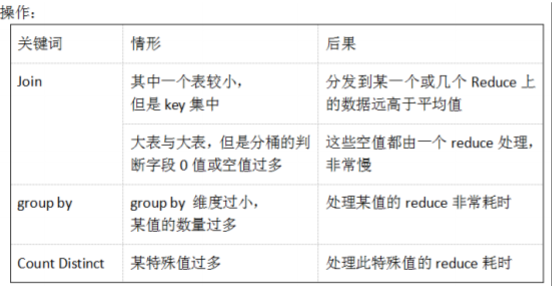 操作:
关键词 情形 后果
Join 其中一个表较小, 分发到某一个或几个 Reduce 上
但是 key 集中 的数据远高于平均值
大表与大表，但是分桶的判 这些空值都由一个 reduce 处理，
断字段 0 值或空值过多 非常慢
group by group by 维度过小， 处理某值的 reduce 非常耗时
某值的数量过多
Count Distinct 某特殊值过多 处理此特殊值的 reduce 耗时